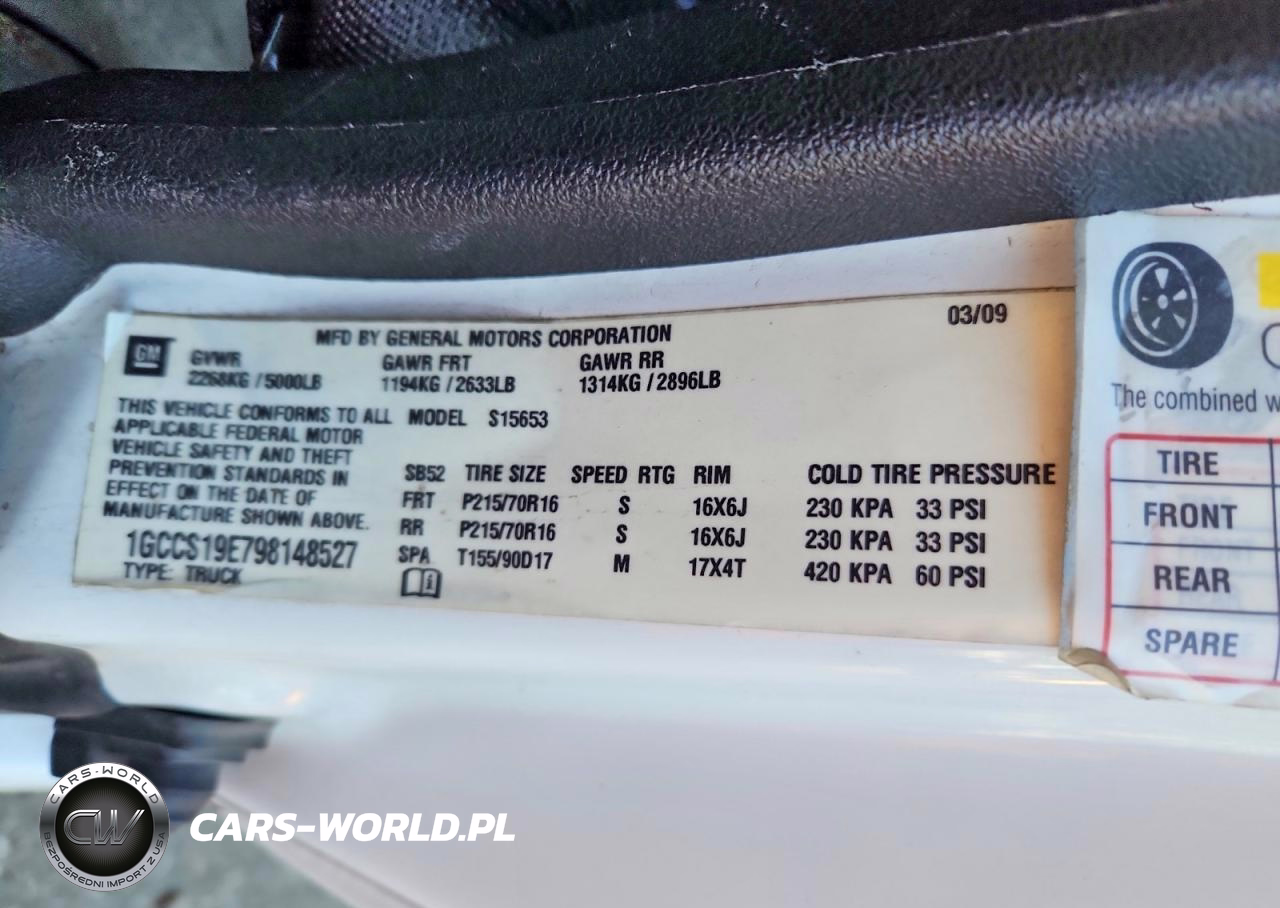 MFD BY GENERAL MOTORS CORPORATION 03/09
GM
GVWR GAWR FRT GAWR RR
2268KG / 5000LB 1194KG / 2633LB 1314KG / 2896LB
THIS VEHICLE CONFORMS TO ALL MODEL S15653
APPLICABLE FEDERAL MOTOR
VEHICLE SAFETY AND THEFT
PREVENTION STANDARDS IN
EFFECT ON THE DATE OF
MANUFACTURE SHOWN ABOVE.
1GCCS19E798148527
TYPE: TRUCK
SB52 TIRE SIZE SPEED RTG RIM COLD TIRE PRESSURE
FRT P215/70R16 S 16X6J 230 KPA 33 PSI
RR P215/70R16 S 16X6J 230 KPA 33 PSI
SPA T155/90D17 M 17X4T 420 KPA 60 PSI
The combined
TIRE
FRONT
REAR
SPARE
CARS-WORLD
CW
BEZPOŚREDNI IMPORT Z USA
CARS-WORLD.PL